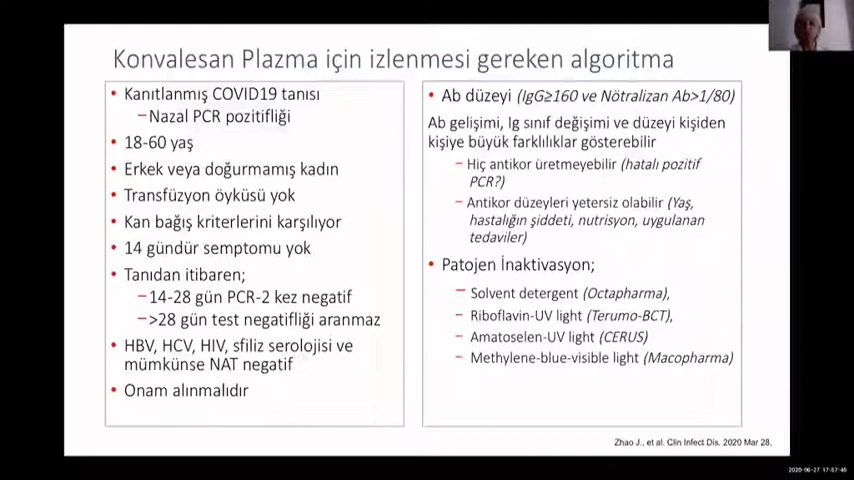 Konvalesan Plazma için izlenmesi gereken algoritma
• Kanıtlanmış COVID19 tanısı
– Nazal PCR pozitifliği
• 18-60 yaş
• Erkek veya doğurmamış kadın
• Transfüzyon öyküsü yok
• Kan bağış kriterlerini karşılıyor
• 14 gündür semptomu yok
• Tanıdan itibaren;
– 14-28 gün PCR-2 kez negatif
– >28 gün test negatifliği aranmaz
• HBV, HCV, HIV, sfiliz serolojisi ve
mümkünse NAT negatif
• Onam alınmalıdır
• Ab düzeyi (IgG≥160 ve Nötralizan Ab>1/80)
Ab gelişimi, Ig sınıf değişimi ve düzeyi kişiden
kişiye büyük farklılıklar gösterebilir
– Hiç antikor üretmeyebilir (hatalı pozitif
PCR?)
– Antikor düzeyleri yetersiz olabilir (Yaş,
hastalığın şiddeti, nutrisyon, uygulanan
tedaviler)
• Patojen İnaktivasyon;
– Solvent detergent (Octapharma),
– Riboflavin-UV light (Terumo-BCT),
– Amatoselen-UV light (CERUS)
– Methylene-blue-visible light (Macopharma)
Zhao J., et al. Clin Infect Dis. 2020 Mar 28.
2020-06-27 17:57:45